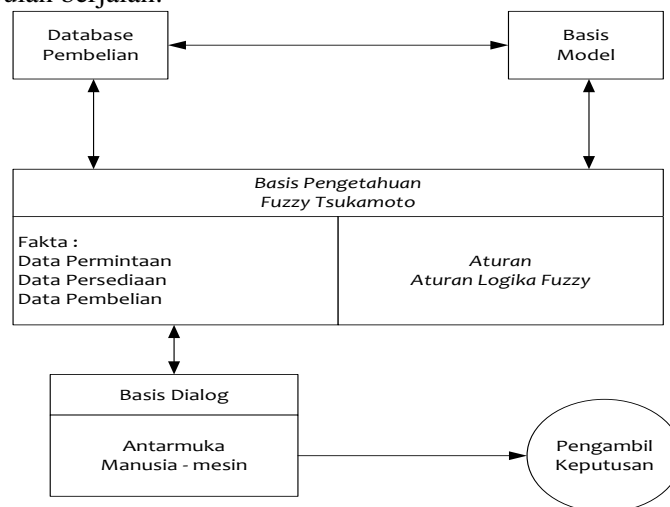 berjalan.
Database
Pembelian
Basis
Model
Basis Pengetahuan
Fuzzy Tsukamoto
Fakta :
Data Permintaan
Data Persediaan
Data Pembelian
Aturan
Aturan Logika Fuzzy
Basis Dialog
Antarmuka
Manusia - mesin
Pengambil
Keputusan